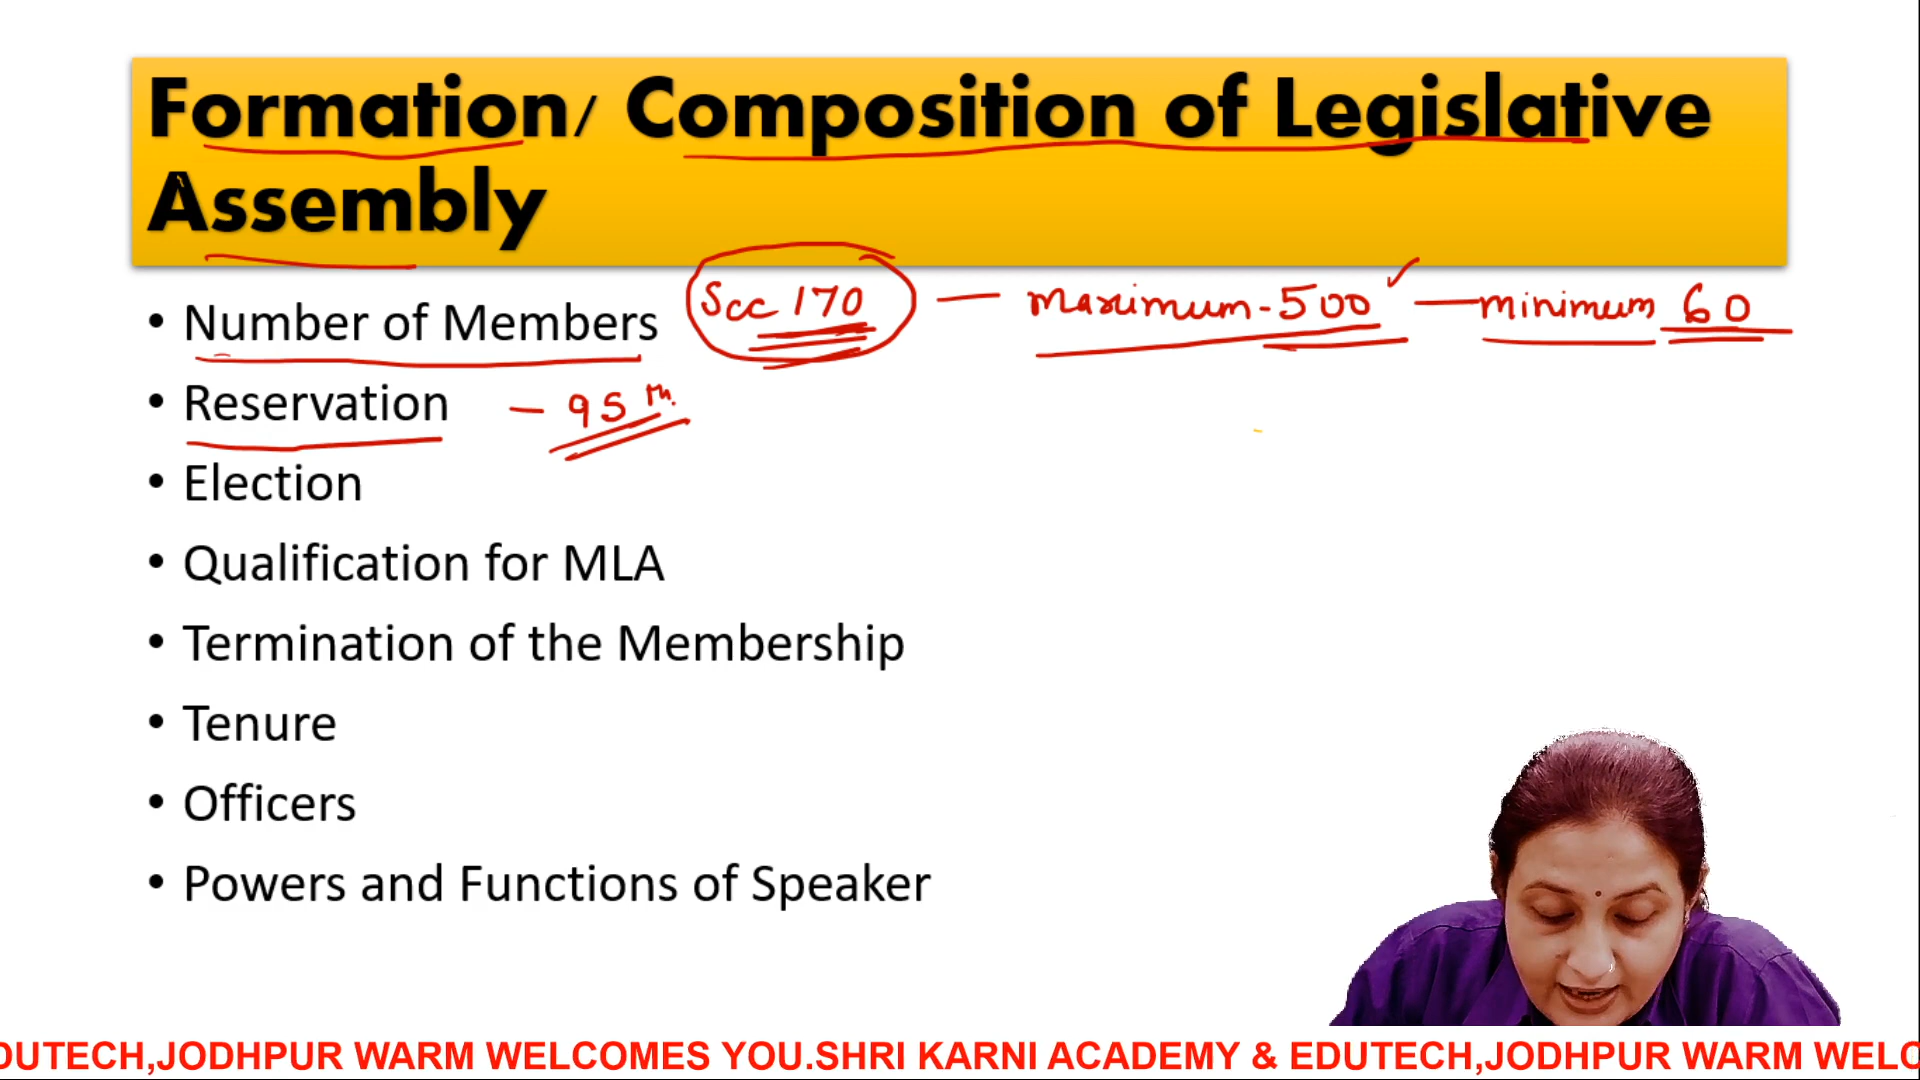 Formation/ Composition of Legislative
Assembly
• Number of Members Scc 170 — maximum - 500 ✓ — minimum 60
• Reservation — 95th.
• Election
• Qualification for MLA
• Termination of the Membership
• Tenure
• Officers
• Powers and Functions of Speaker
DUTECH,JODHPUR WARM WELCOMES YOU.SHRI KARNI ACADEMY & EDUTECH,JODHPUR WARM WELC